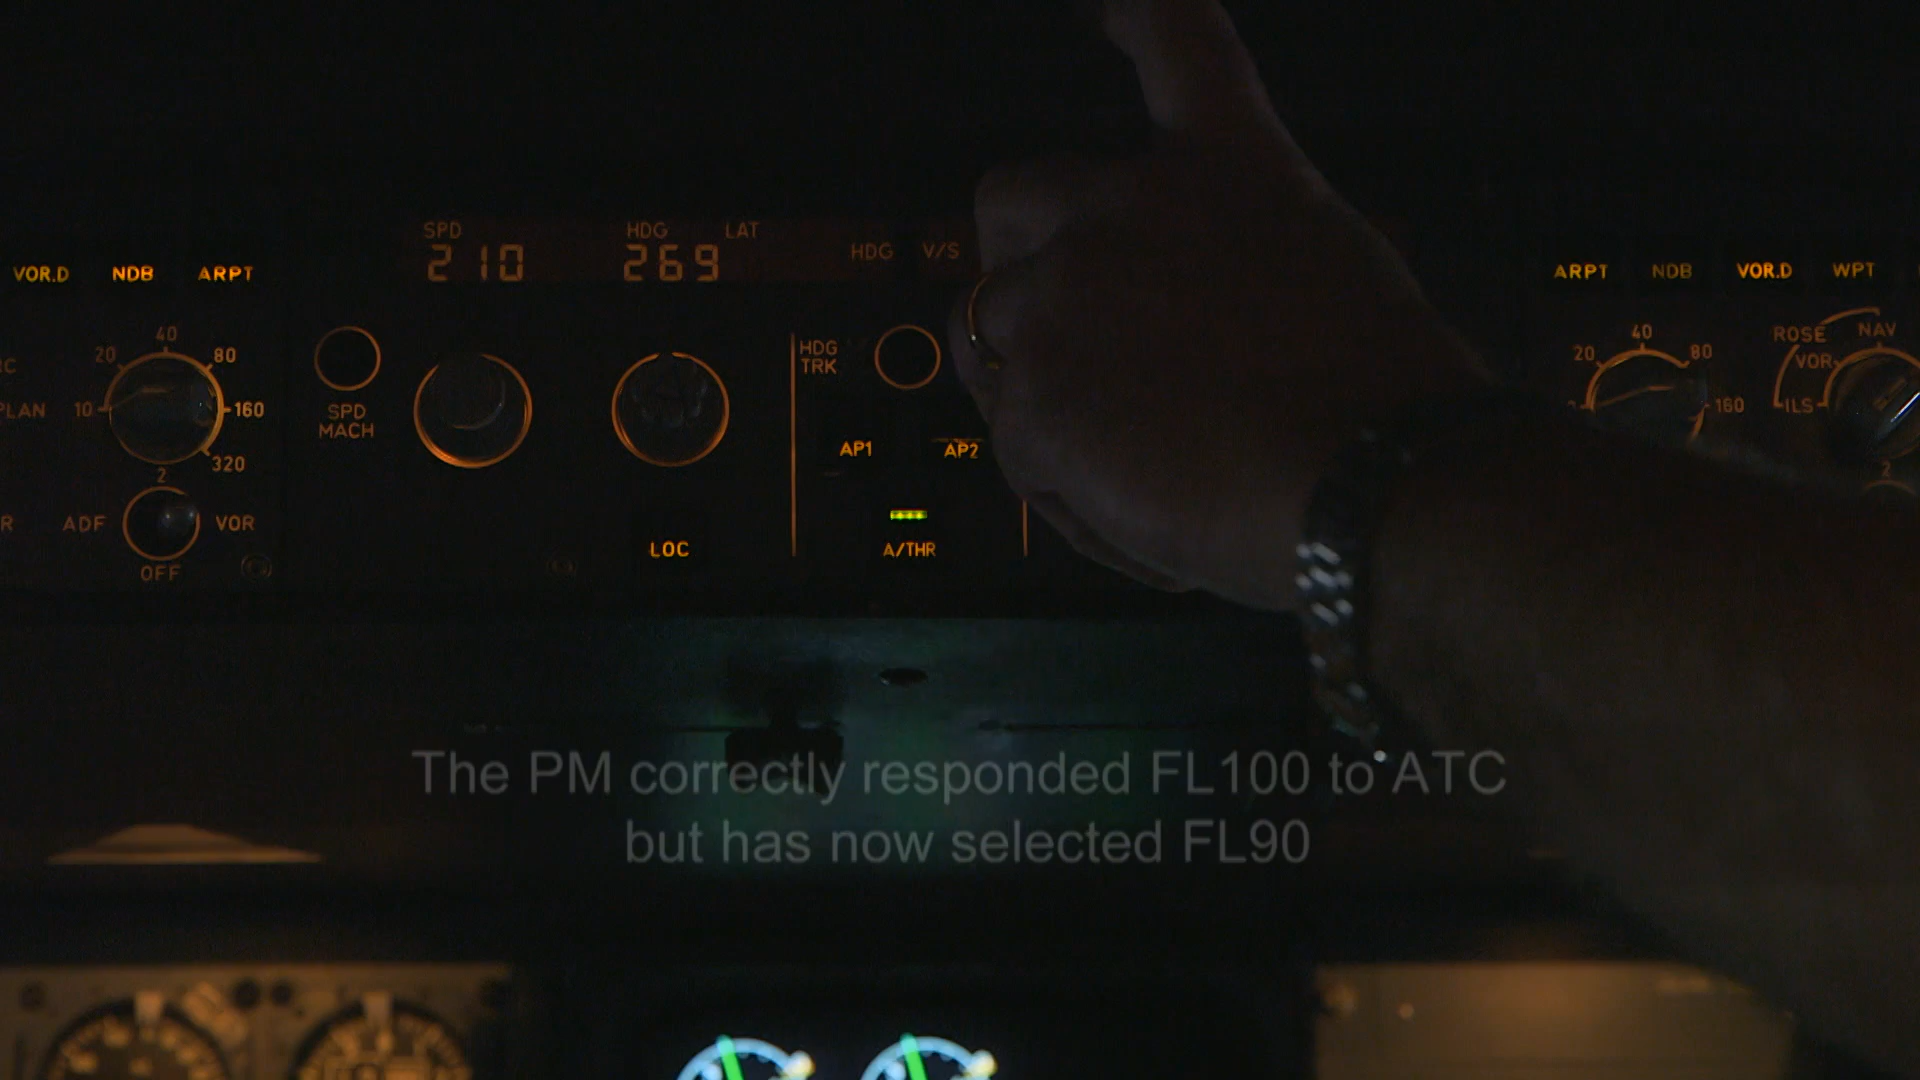 SPD
HDG
LAT
210
269
HDG V/S
VOR.D NDB ARPT
ARPT NDB VOR.D WPT
40
20
80
10
160
320
PLAN
SPD
MACH
HDG
TRK
AP1
AP2
LOC
A/THR
2
ADF
VOR
OFF
40
20
80
160
ROSE
NAV
VOR
ILS
2
The PM correctly responded FL100 to ATC
but has now selected FL90